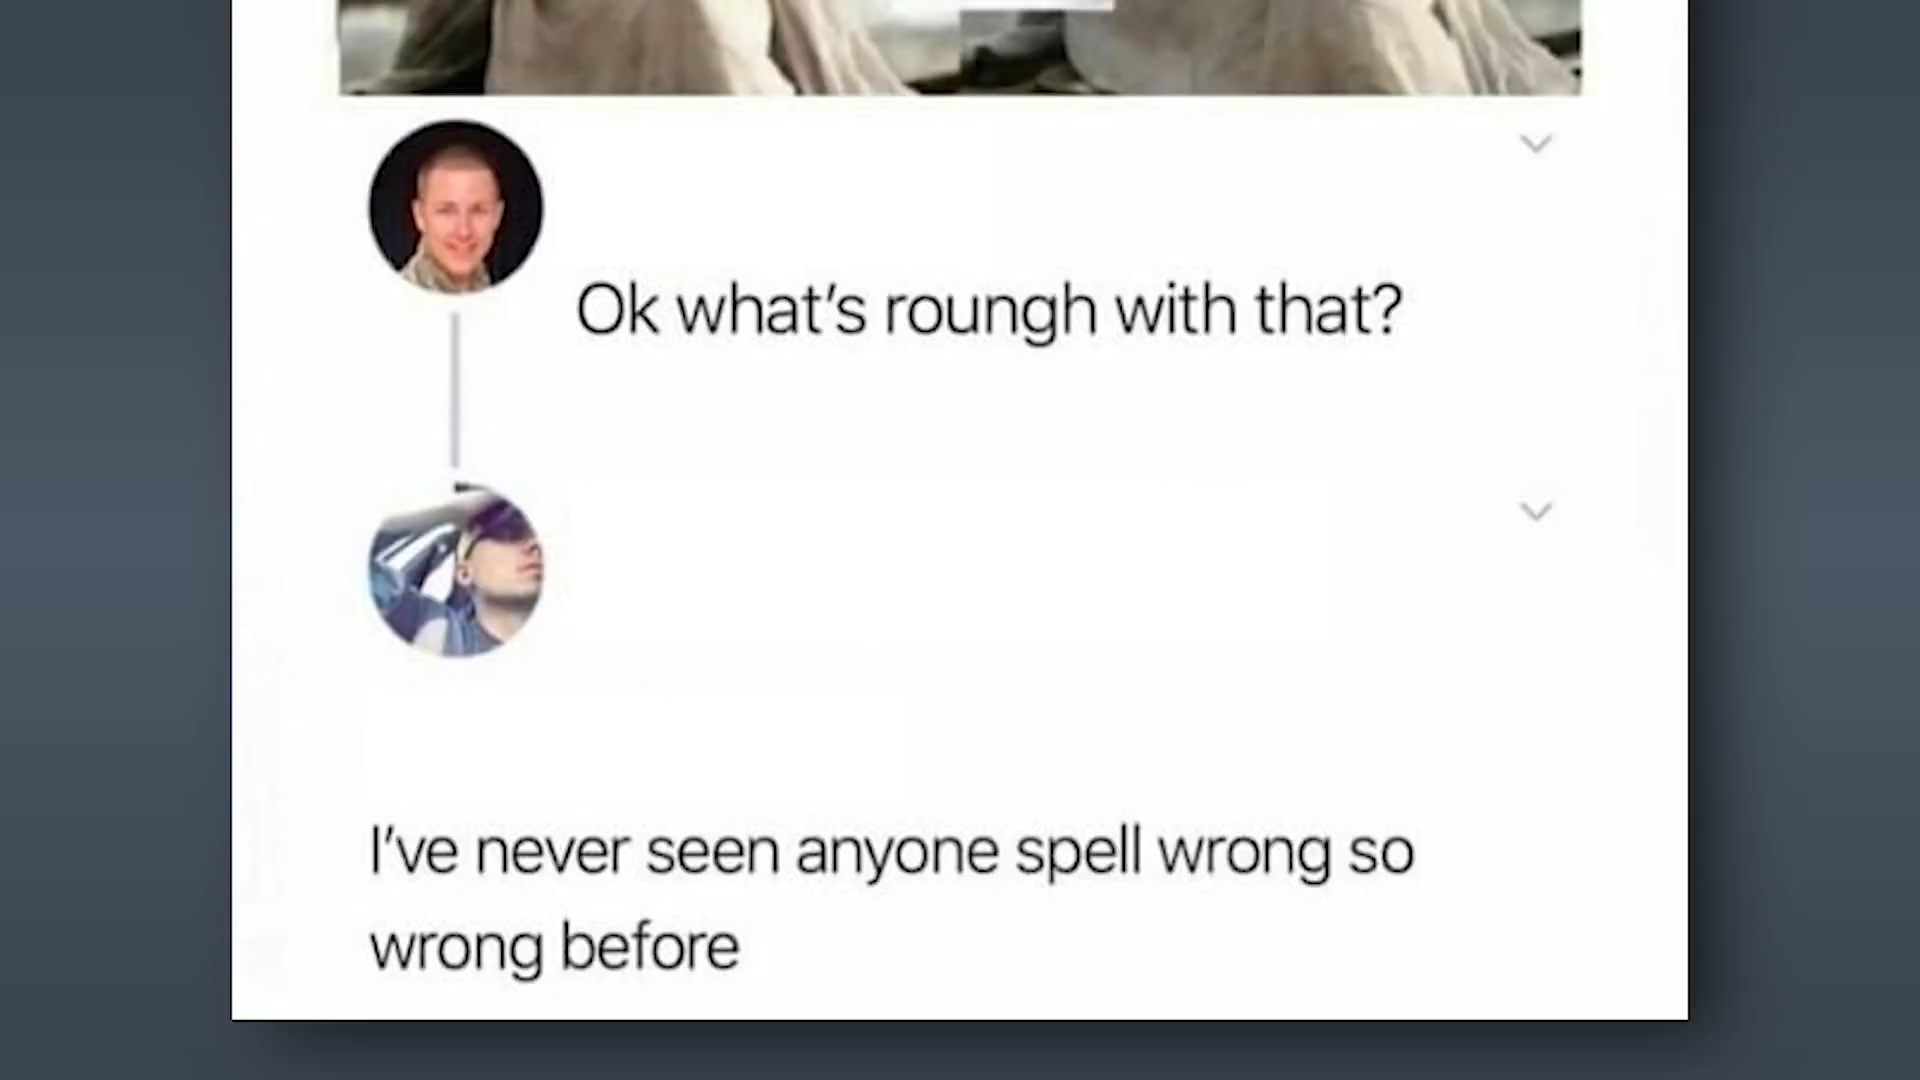 Ok what's roungh with that?
I've never seen anyone spell wrong so
wrong before